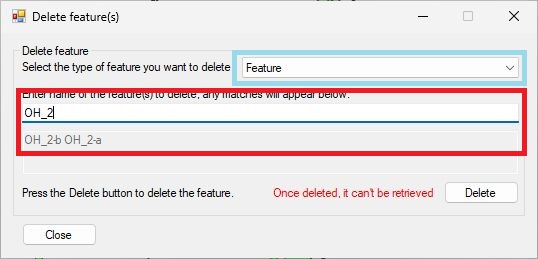 Delete feature(s)
Delete feature
Select the type of feature you want to delete
Feature
Enter name of the feature(s) to delete, any matches will appear below:
OH_2
OH_2-b OH_2-a
Press the Delete button to delete the feature.
Once deleted, it can't be retrieved
Delete
Close